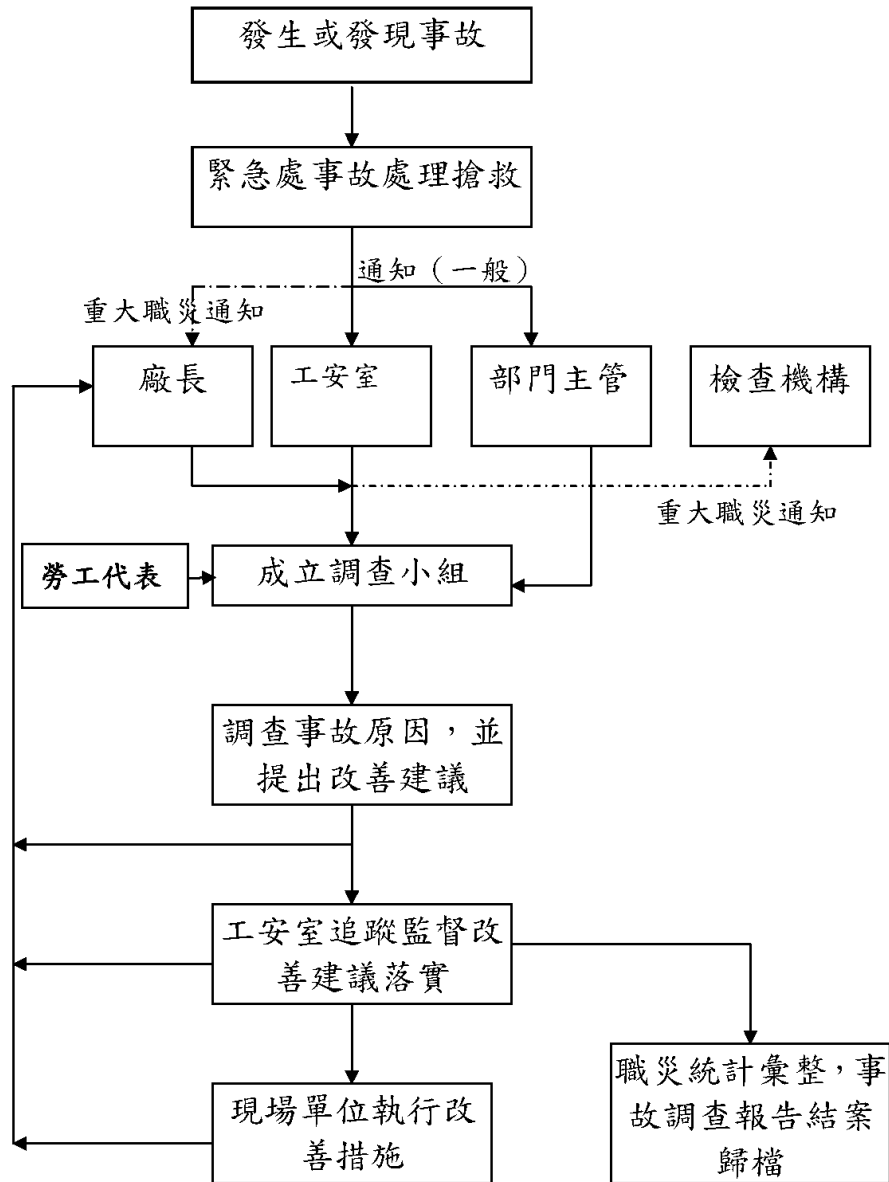 發生或發現事故
緊急處事故處理搶救
通知（一般）
重大職災通知
廠長
工安室
部門主管
檢查機構
重大職災通知
勞工代表
成立調查小組
調查事故原因，並
提出改善建議
工安室追蹤監督改
善建議落實
現場單位執行改
善措施
職災統計彙整，事
故調查報告結案
歸檔